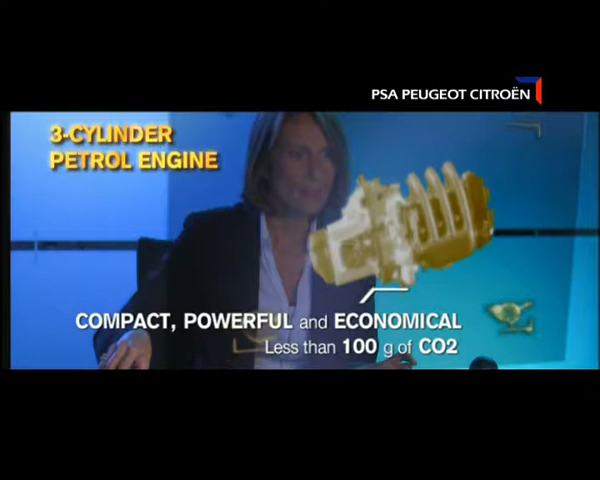 PSA PEUGEOT CITROËN
3-CYLINDER
PETROL ENGINE
COMPACT, POWERFUL and ECONOMICAL
Less than 100 g of CO2